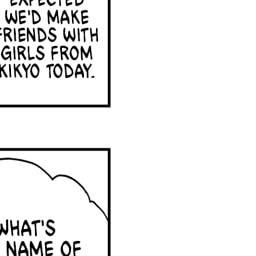 EXPECTED
WE'D MAKE
FRIENDS WITH
GIRLS FROM
KIKYO TODAY.
WHAT'S
NAME OF